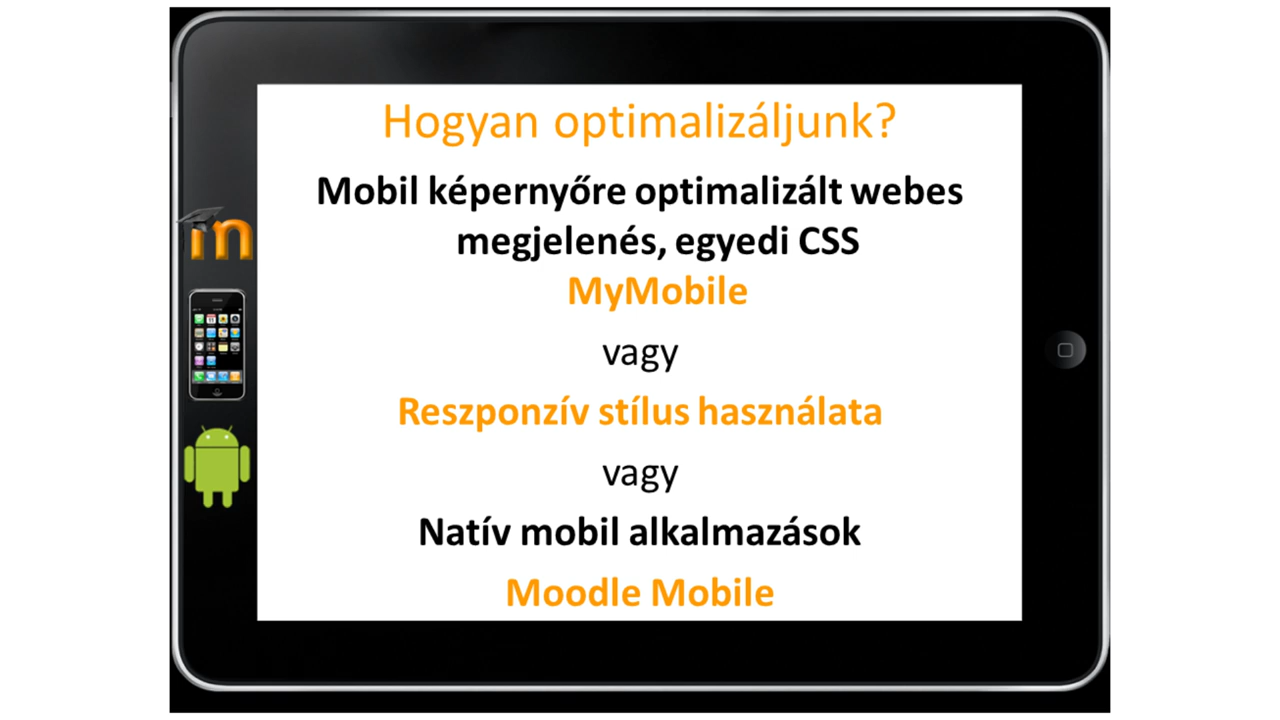 Hogyan optimalizáljunk?
Mobil képernyőre optimalizált webes
megjelenés, egyedi CSS
MyMobile
vagy
Reszponzív stílus használata
vagy
Natív mobil alkalmazások
Moodle Mobile